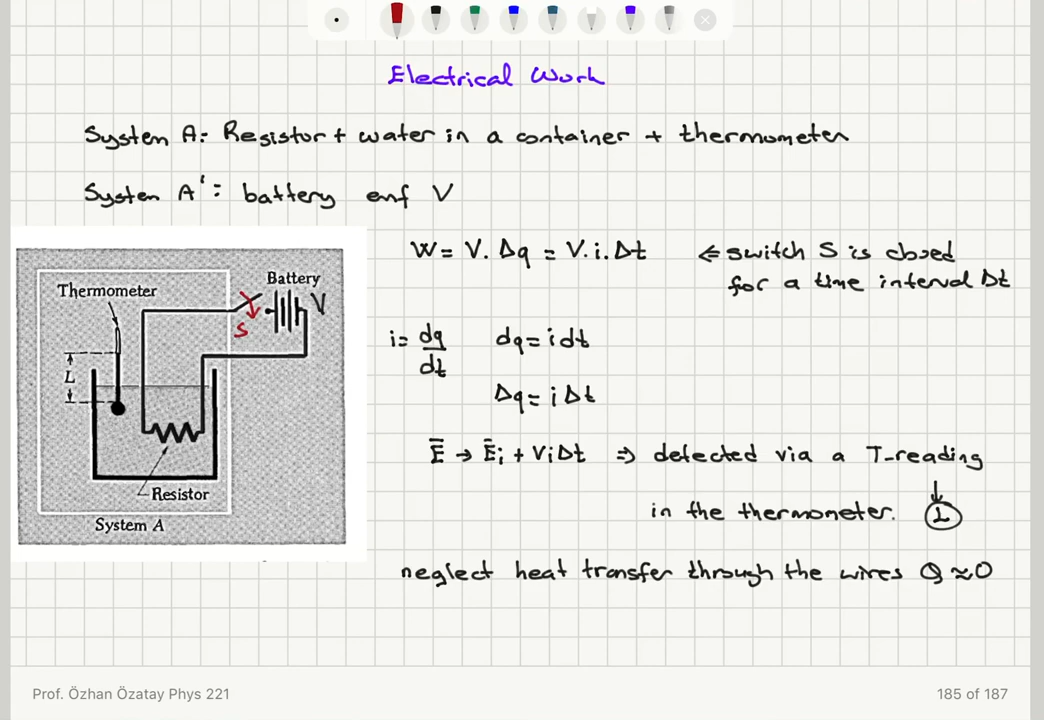 Electrical Work
System A: Resistor + water in a container + thermometer
System A': battery emf V
W = V. Δq = V.i.Δt ⇐ switch S is closed
for a time interval Δt
Battery
Thermometer
V
S
L
Resistor
System A
i = dq/dt dq = i dt
Δq = i Δt
Ē → Ēi + ViΔt ⇒ detected via a T-reading
↓
in the thermometer. L
neglect heat transfer through the wires Q ≈ 0
Prof. Özhan Özatay Phys 221
185 of 187